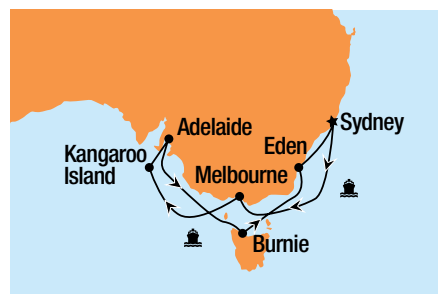 Adelaide
Sydney
Eden
Kangaroo
Island
Melbourne
Burnie